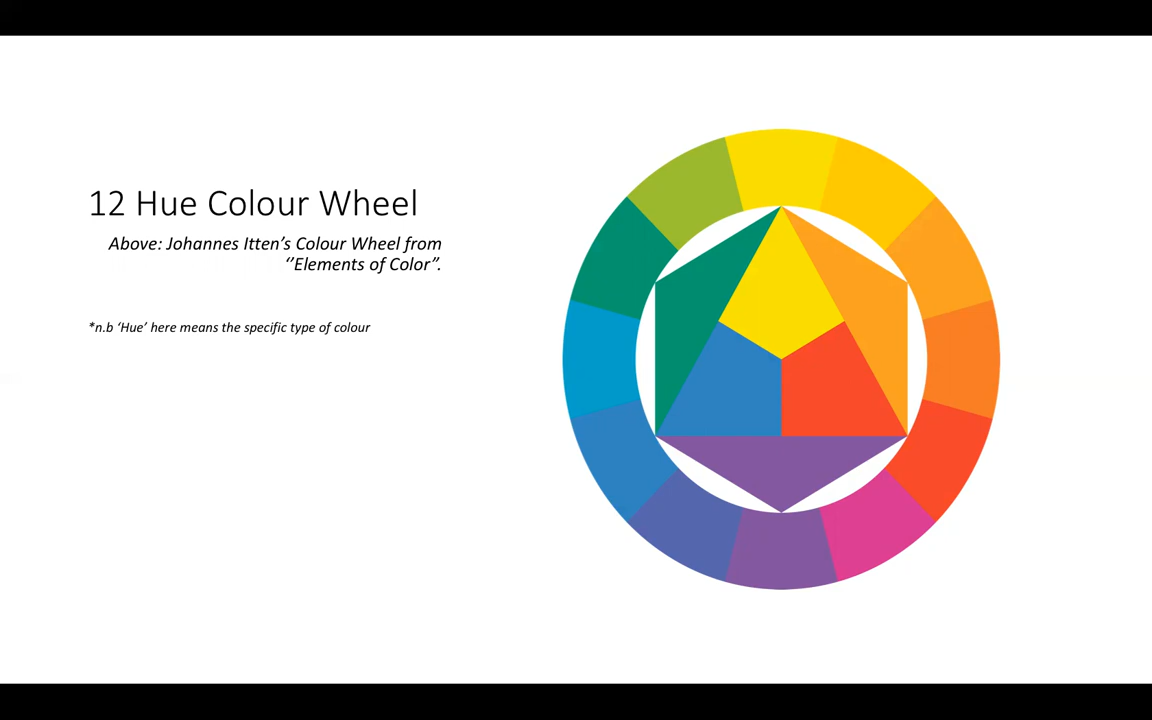 12 Hue Colour Wheel
Above: Johannes Itten’s Colour Wheel from
‘’Elements of Color”.
*n.b ‘Hue’ here means the specific type of colour